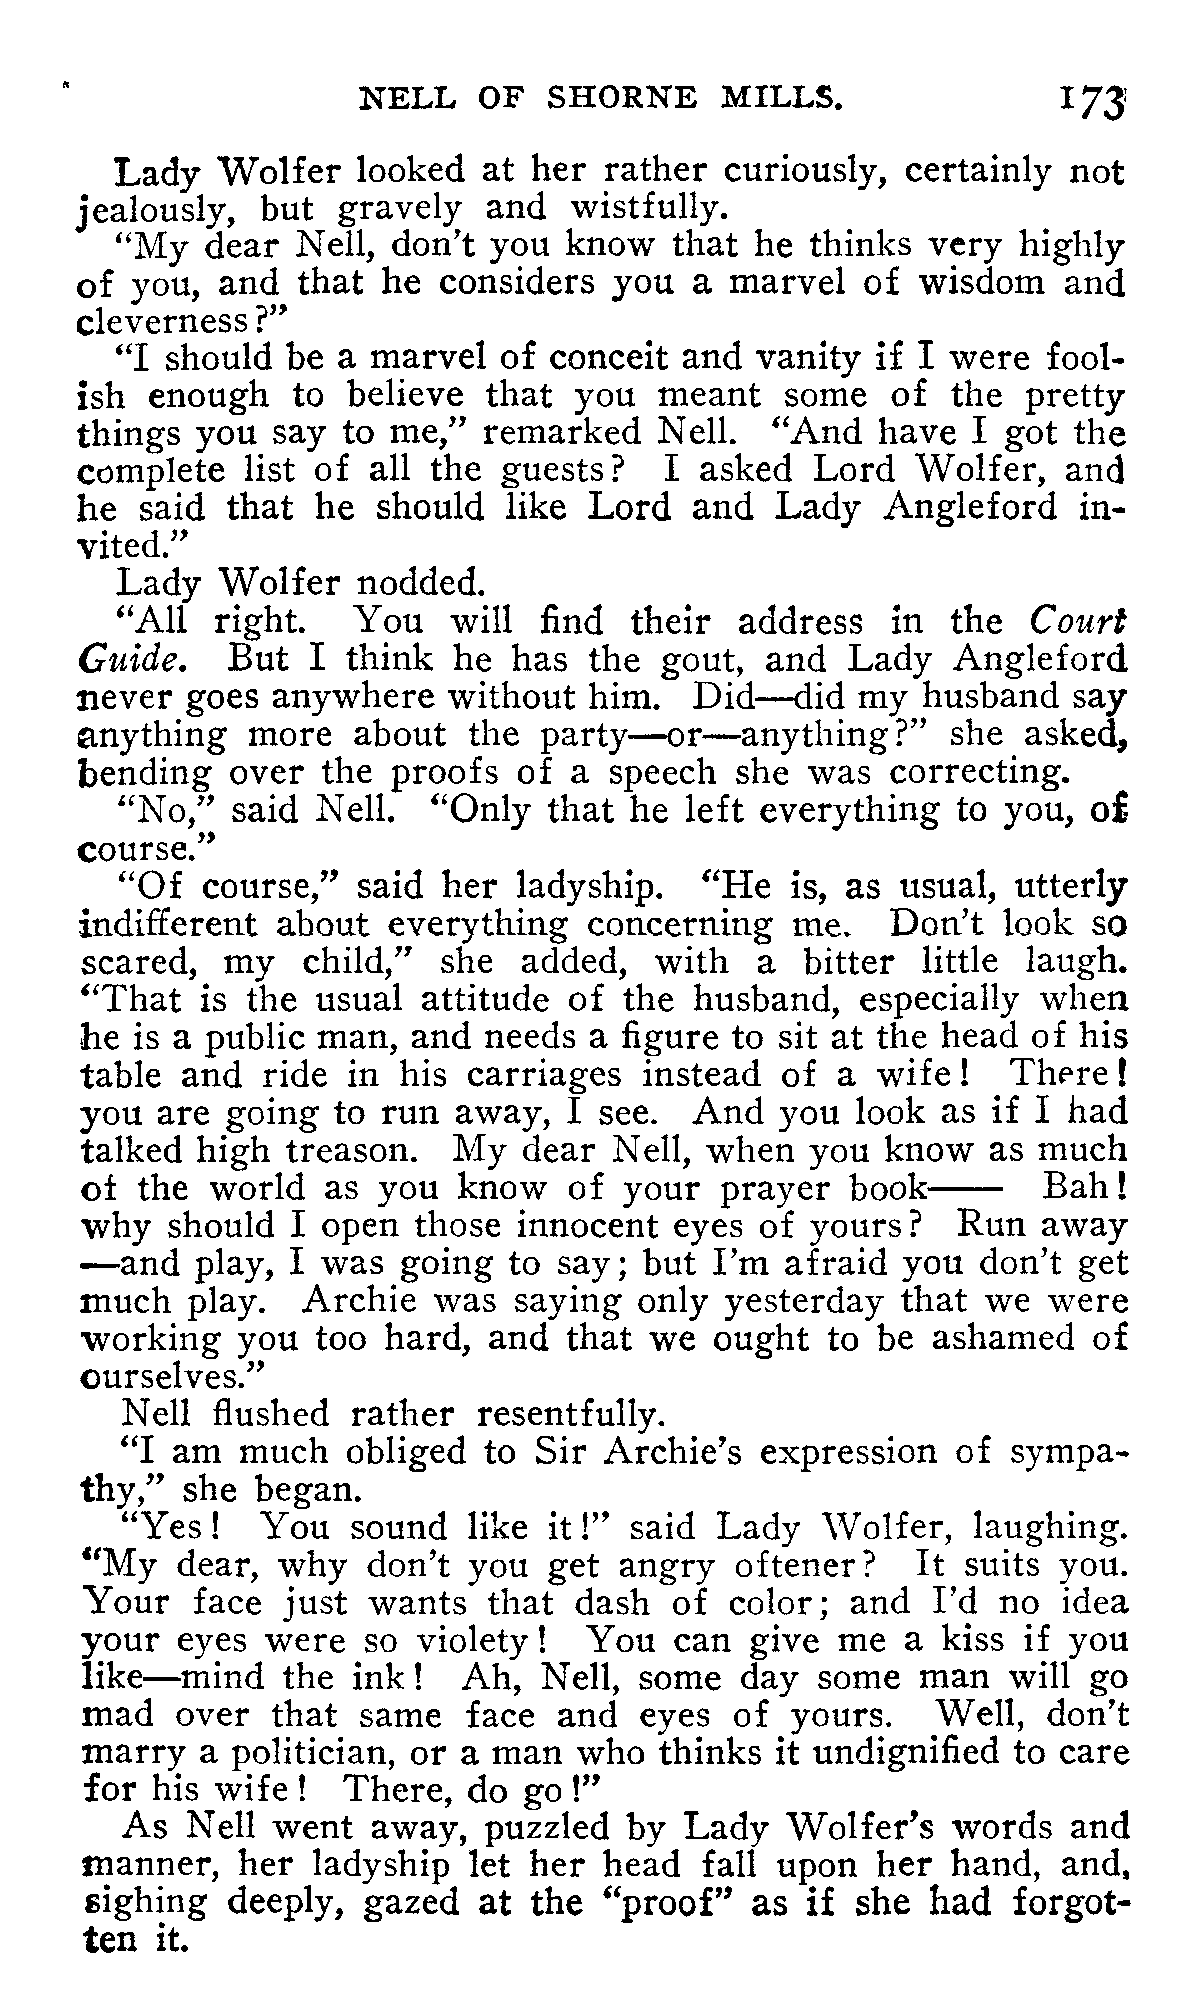 NELL OF SHORNE MILLS. 173
Lady Wolfer looked at her rather curiously, certainly not
jealously, but gravely and wistfully.
"My dear Nell, don't you know that he thinks very highly
of you, and that he considers you a marvel of wisdom and
cleverness?"
"I should be a marvel of conceit and vanity if I were fool-
ish enough to believe that you meant some of the pretty
things you say to me," remarked Nell. "And have I got the
complete list of all the guests? I asked Lord Wolfer, and
he said that he should like Lord and Lady Angleford in-
vited."
Lady Wolfer nodded.
"All right. You will find their address in the Court
Guide. But I think he has the gout, and Lady Angleford
never goes anywhere without him. Did—did my husband say
anything more about the party—or—anything?" she asked,
bending over the proofs of a speech she was correcting.
"No," said Nell. "Only that he left everything to you, of
course."
"Of course," said her ladyship. "He is, as usual, utterly
indifferent about everything concerning me. Don't look so
scared, my child," she added, with a bitter little laugh.
"That is the usual attitude of the husband, especially when
he is a public man, and needs a figure to sit at the head of his
table and ride in his carriages instead of a wife! There!
you are going to run away, I see. And you look as if I had
talked high treason. My dear Nell, when you know as much
of the world as you know of your prayer book—— Bah!
why should I open those innocent eyes of yours? Run away
—and play, I was going to say; but I'm afraid you don't get
much play. Archie was saying only yesterday that we were
working you too hard, and that we ought to be ashamed of
ourselves."
Nell flushed rather resentfully.
"I am much obliged to Sir Archie's expression of sympa-
thy," she began.
"Yes! You sound like it!" said Lady Wolfer, laughing.
"My dear, why don't you get angry oftener? It suits you.
Your face just wants that dash of color; and I'd no idea
your eyes were so violety! You can give me a kiss if you
like—mind the ink! Ah, Nell, some day some man will go
mad over that same face and eyes of yours. Well, don't
marry a politician, or a man who thinks it undignified to care
for his wife! There, do go!"
As Nell went away, puzzled by Lady Wolfer's words and
manner, her ladyship let her head fall upon her hand, and,
sighing deeply, gazed at the "proof" as if she had forgot-
ten it.